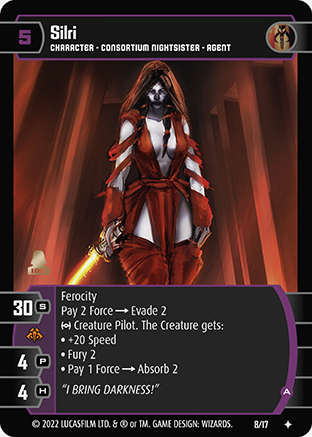 5
Silri
CHARACTER - CONSORTIUM NIGHTSISTER - AGENT
30 S
4 P
4 H
Ferocity
Pay 2 Force → Evade 2
Creature Pilot. The Creature gets:
• +20 Speed
• Fury 2
• Pay 1 Force → Absorb 2
“I BRING DARKNESS!”
A
© 2022 LUCASFILM LTD. & ® or TM. GAME DESIGN: WIZARDS. 8/17